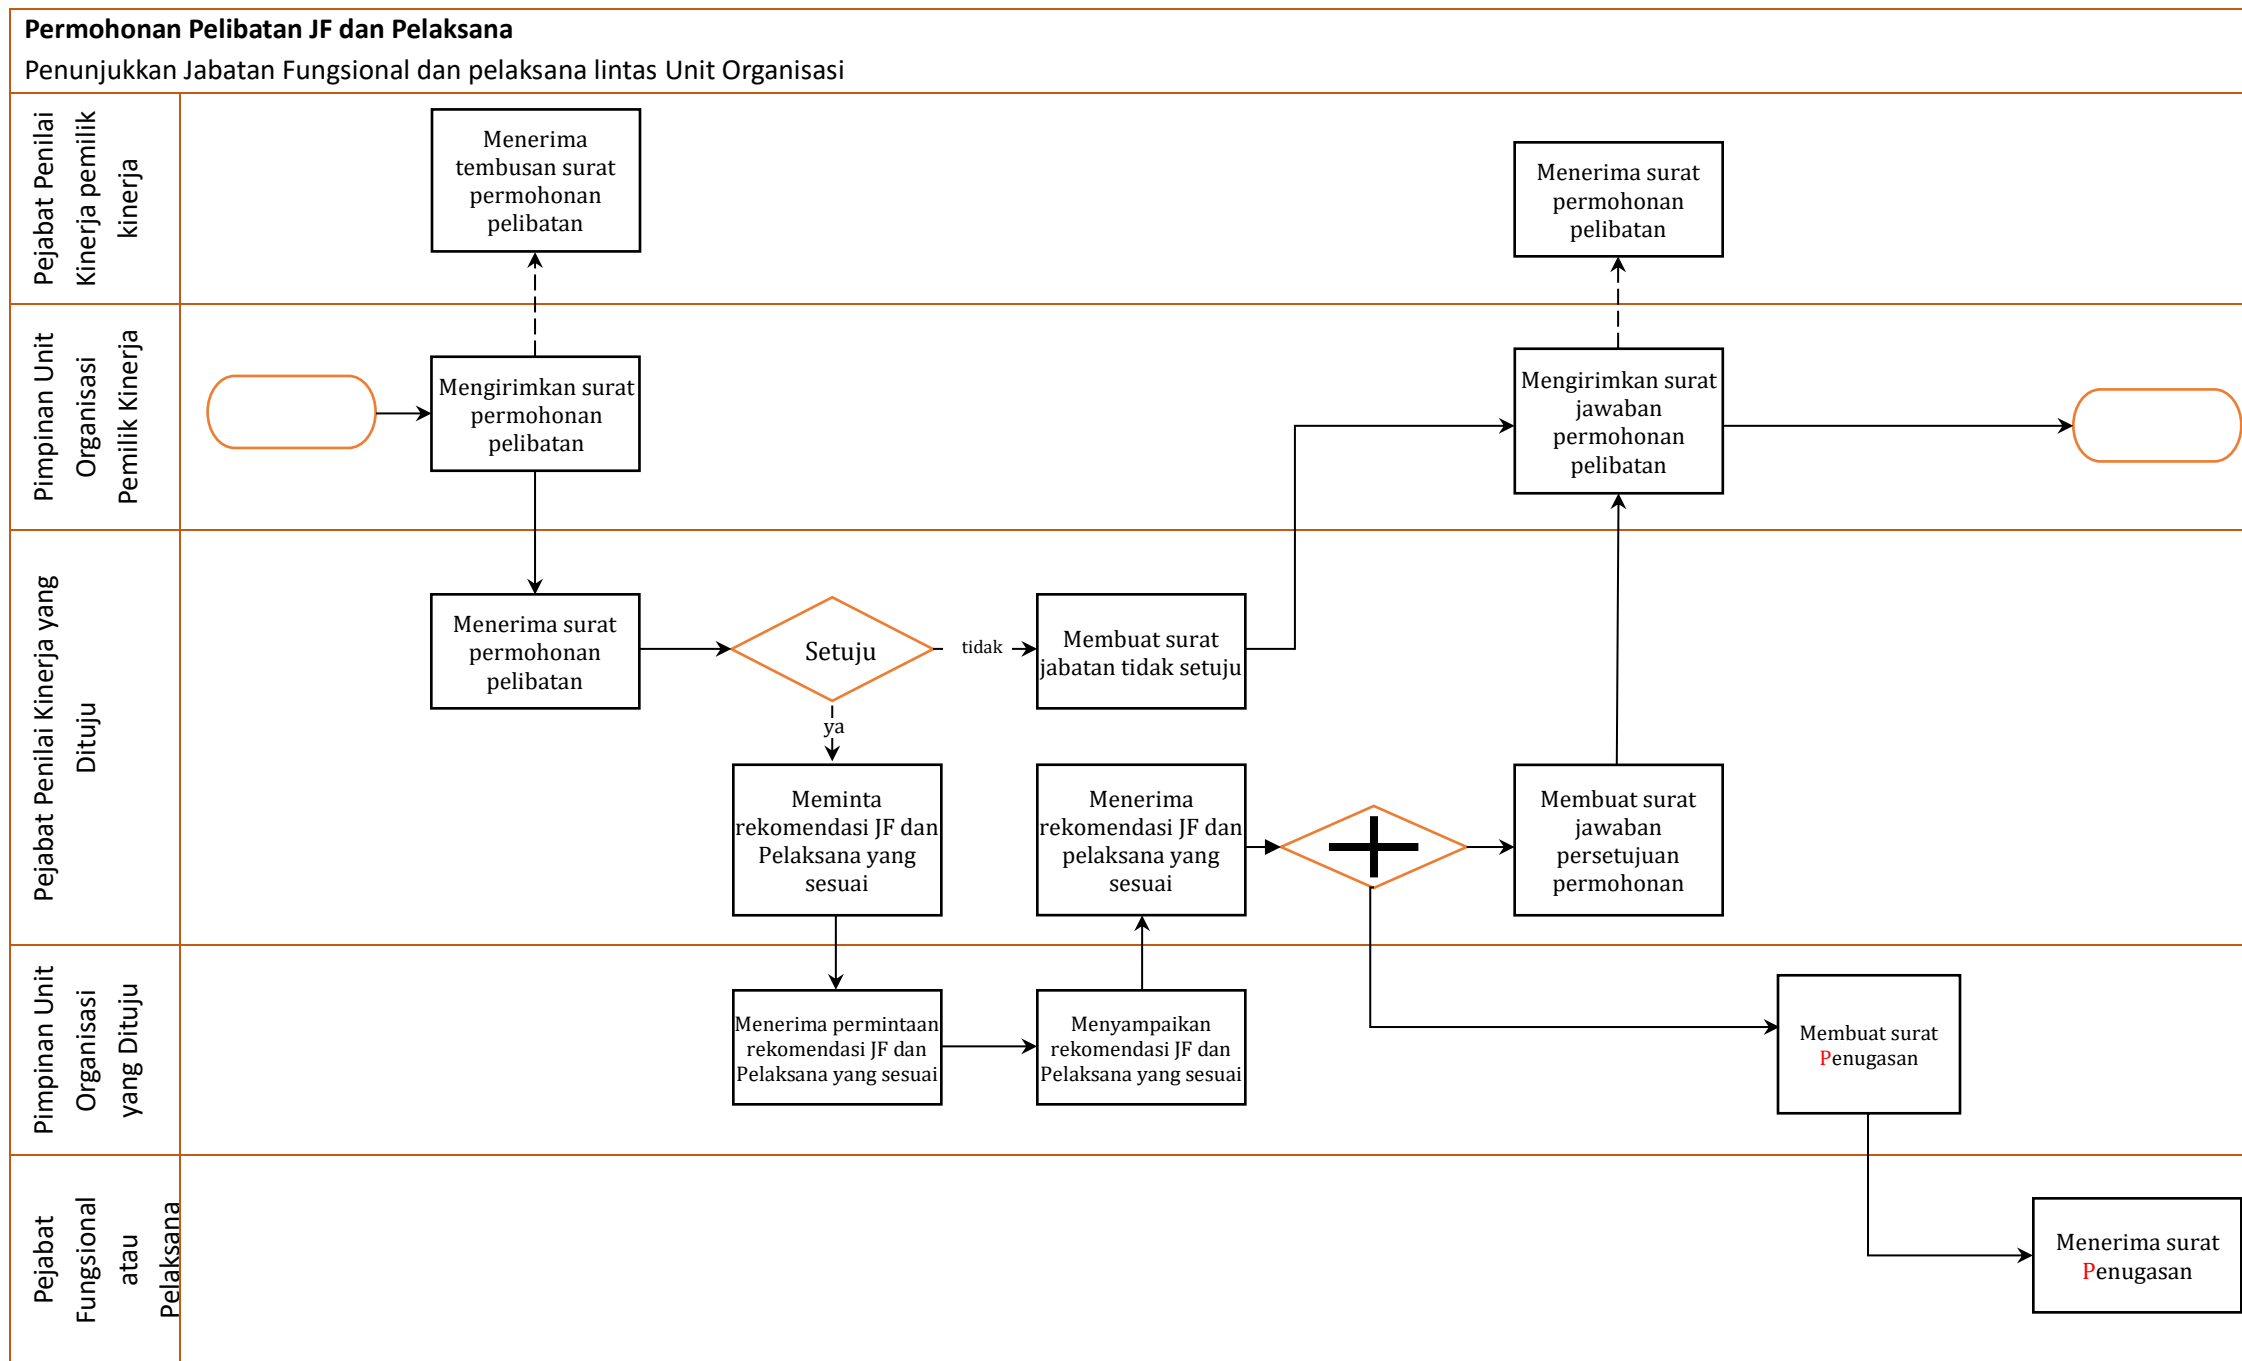 Permohonan Pelibatan JF dan Pelaksana
Penunjukkan Jabatan Fungsional dan pelaksana lintas Unit Organisasi
Pejabat Penilai
Kinerja pemilik
kinerja
Menerima
tembusan surat
permohonan
pelibatan
Menerima surat
permohonan
pelibatan
Pimpinan Unit
Organisasi
Pemilik Kinerja
Mengirimkan surat
permohonan
pelibatan
Mengirimkan surat
jawaban
permohonan
pelibatan
Pejabat Penilai Kinerja yang
Dituju
Menerima surat
permohonan
pelibatan
Setuju
tidak
Membuat surat
jabatan tidak setuju
ya
Meminta
rekomendasi JF dan
Pelaksana yang
sesuai
Menerima
rekomendasi JF dan
pelaksana yang
sesuai
Membuat surat
jawaban
persetujuan
permohonan
Pimpinan Unit
Organisasi
yang Dituju
Menerima permintaan
rekomendasi JF dan
Pelaksana yang sesuai
Menyampaikan
rekomendasi JF dan
Pelaksana yang sesuai
Membuat surat
Penugasan
Pejabat
Fungsional
atau
Pelaksana
Menerima surat
Penugasan